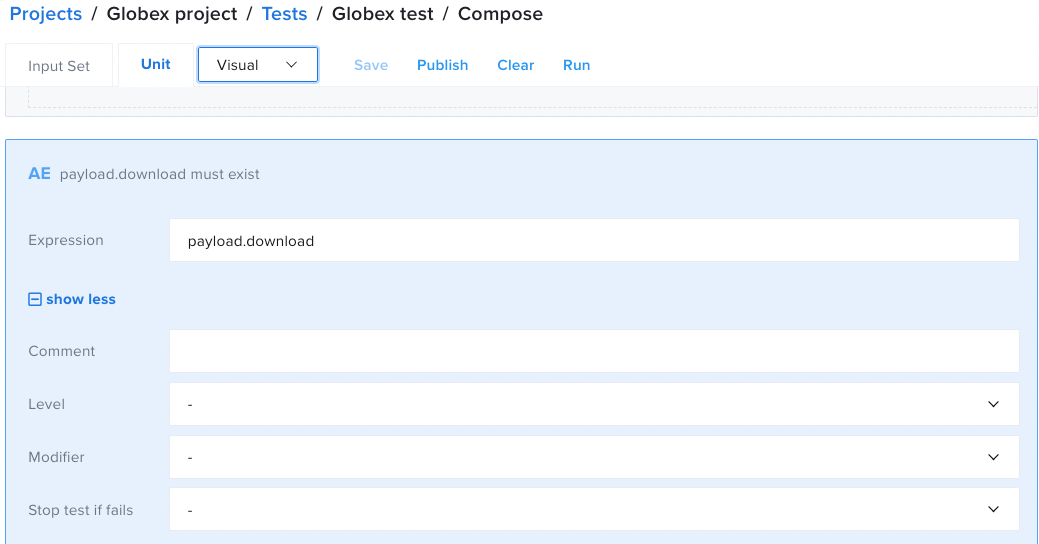 Projects / Globex project / Tests / Globex test / Compose
Input Set Unit Visual Save Publish Clear Run
AE payload.download must exist
Expression payload.download
show less
Comment
Level -
Modifier -
Stop test if fails -